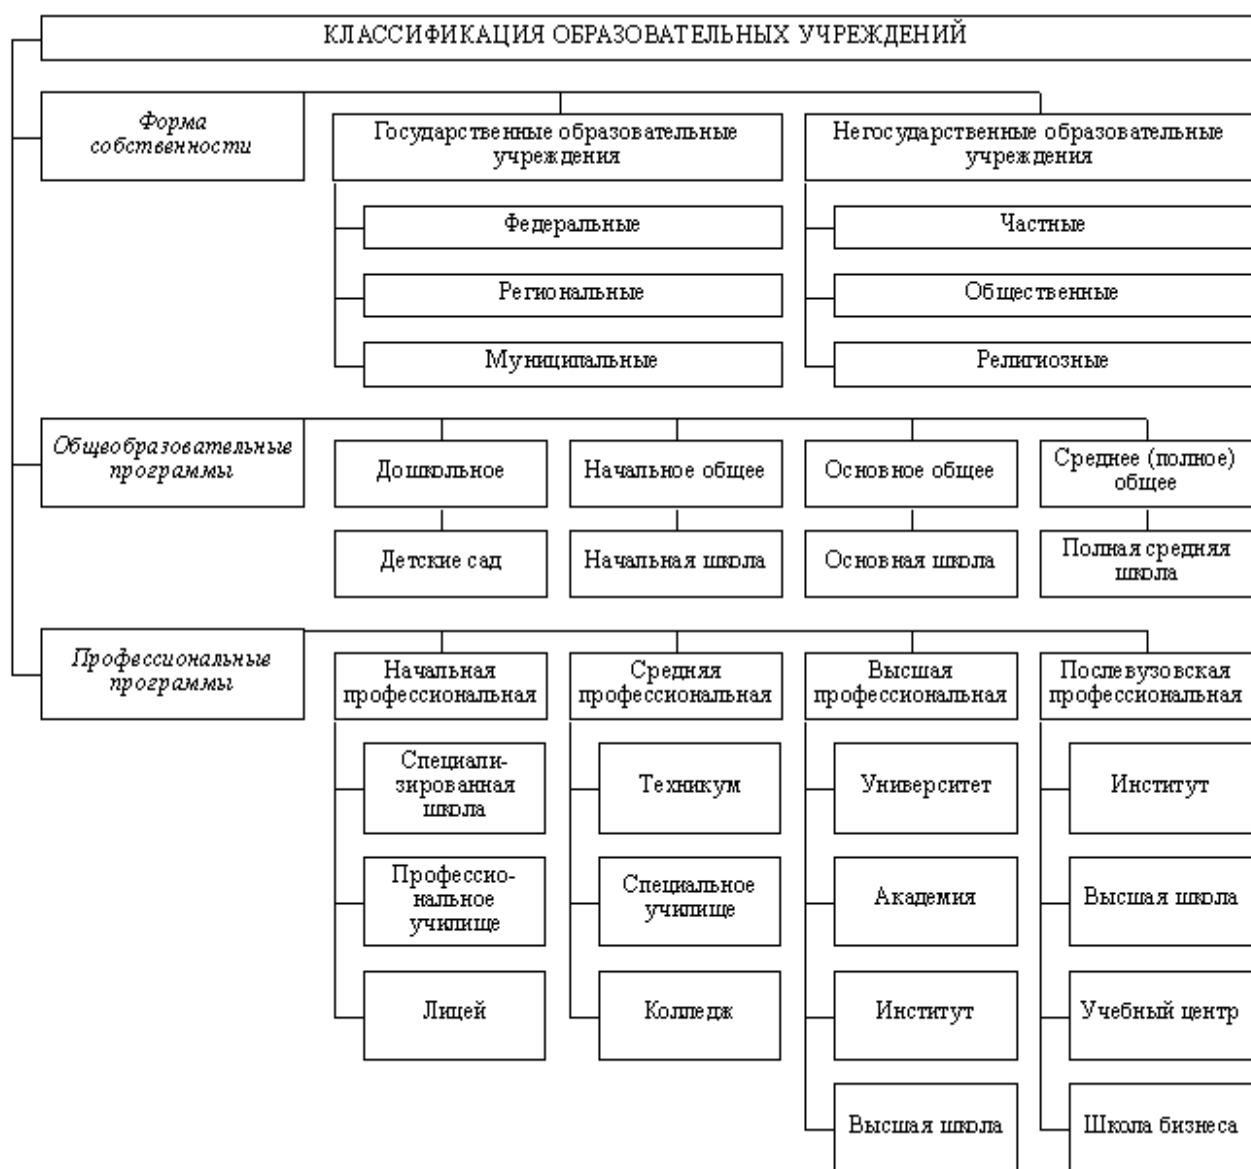 КЛАССИФИКАЦИЯ ОБРАЗОВАТЕЛЬНЫХ УЧРЕЖДЕНИЙ
Форма
собственности
Государственные образовательные
учреждения
Негосударственные образовательные
учреждения
Федеральные
Частные
Региональные
Общественные
Муниципальные
Религиозные
Общеобразовательные
программы
Дошкольное
Начальное общее
Основное общее
Среднее (полное)
общее
Детские сад
Начальная школа
Основная школа
Полная средняя
школа
Профессиональные
программы
Начальная
профессиональная
Средняя
профессиональная
Высшая
профессиональная
Послевузовская
профессиональная
Специали-
зированная
школа
Техникум
Университет
Институт
Профессио-
нальное
училище
Специальное
училище
Академия
Высшая школа
Лицей
Колледж
Институт
Учебный центр
Высшая школа
Школа бизнеса